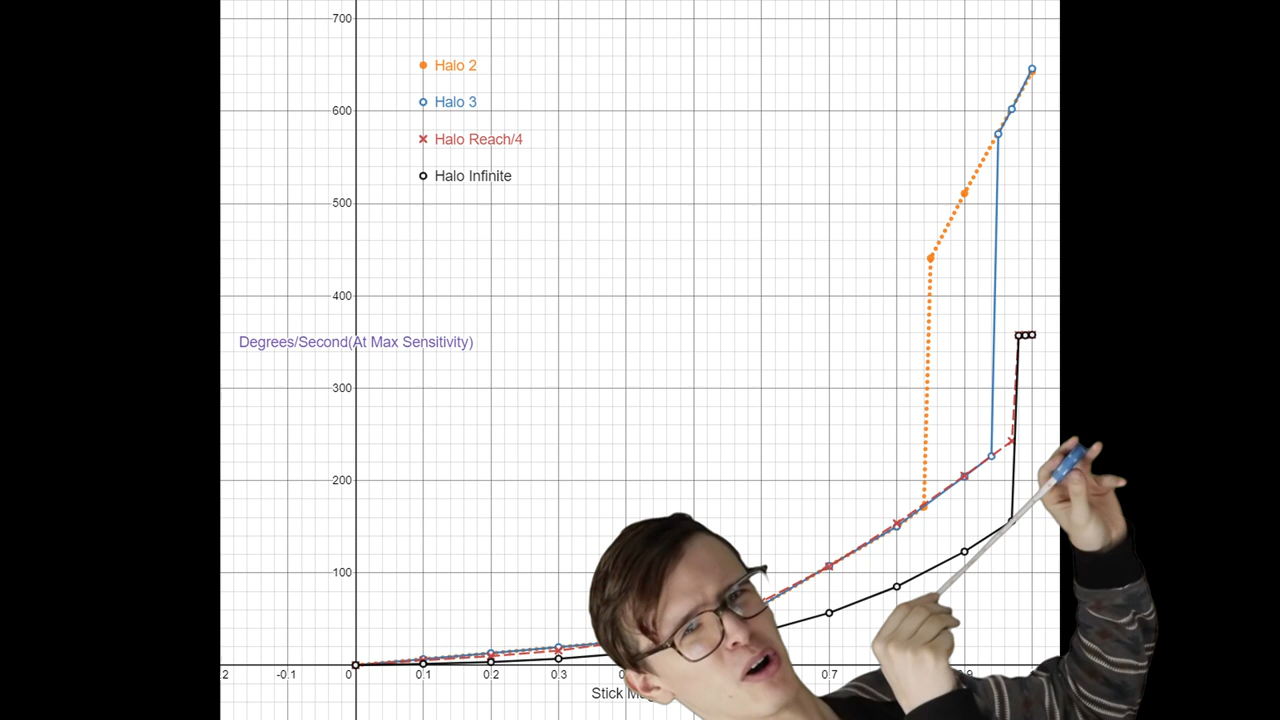 700
Halo 2
Halo 3
600
Halo Reach/4
Halo Infinite
500
400
Degrees/Second(At Max Sensitivity)
300
200
100
-0.1 0 0.1 0.2 0.3 0.7
Stick